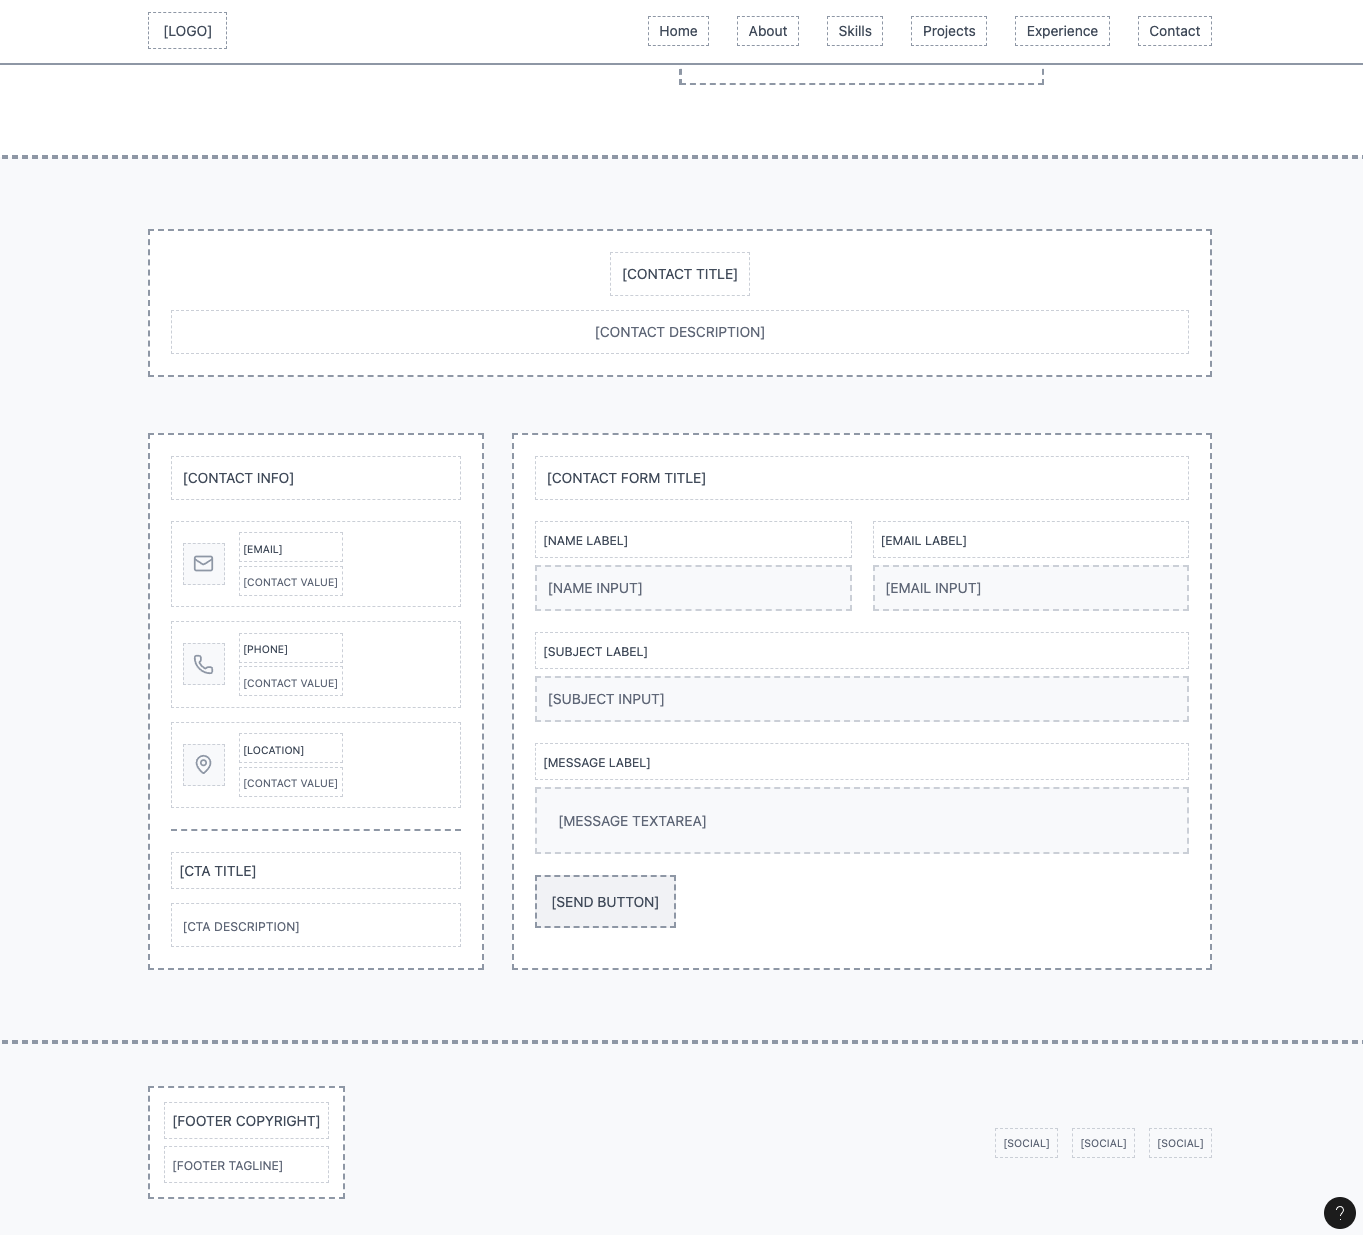 [LOGO]
Home
About
Skills
Projects
Experience
Contact
[CONTACT TITLE]
[CONTACT DESCRIPTION]
[CONTACT INFO]
[EMAIL]
[CONTACT VALUE]
[PHONE]
[CONTACT VALUE]
[LOCATION]
[CONTACT VALUE]
[CTA TITLE]
[CTA DESCRIPTION]
[CONTACT FORM TITLE]
[NAME LABEL]
[EMAIL LABEL]
[NAME INPUT]
[EMAIL INPUT]
[SUBJECT LABEL]
[SUBJECT INPUT]
[MESSAGE LABEL]
[MESSAGE TEXTAREA]
[SEND BUTTON]
[FOOTER COPYRIGHT]
[FOOTER TAGLINE]
[SOCIAL]
[SOCIAL]
[SOCIAL]
?